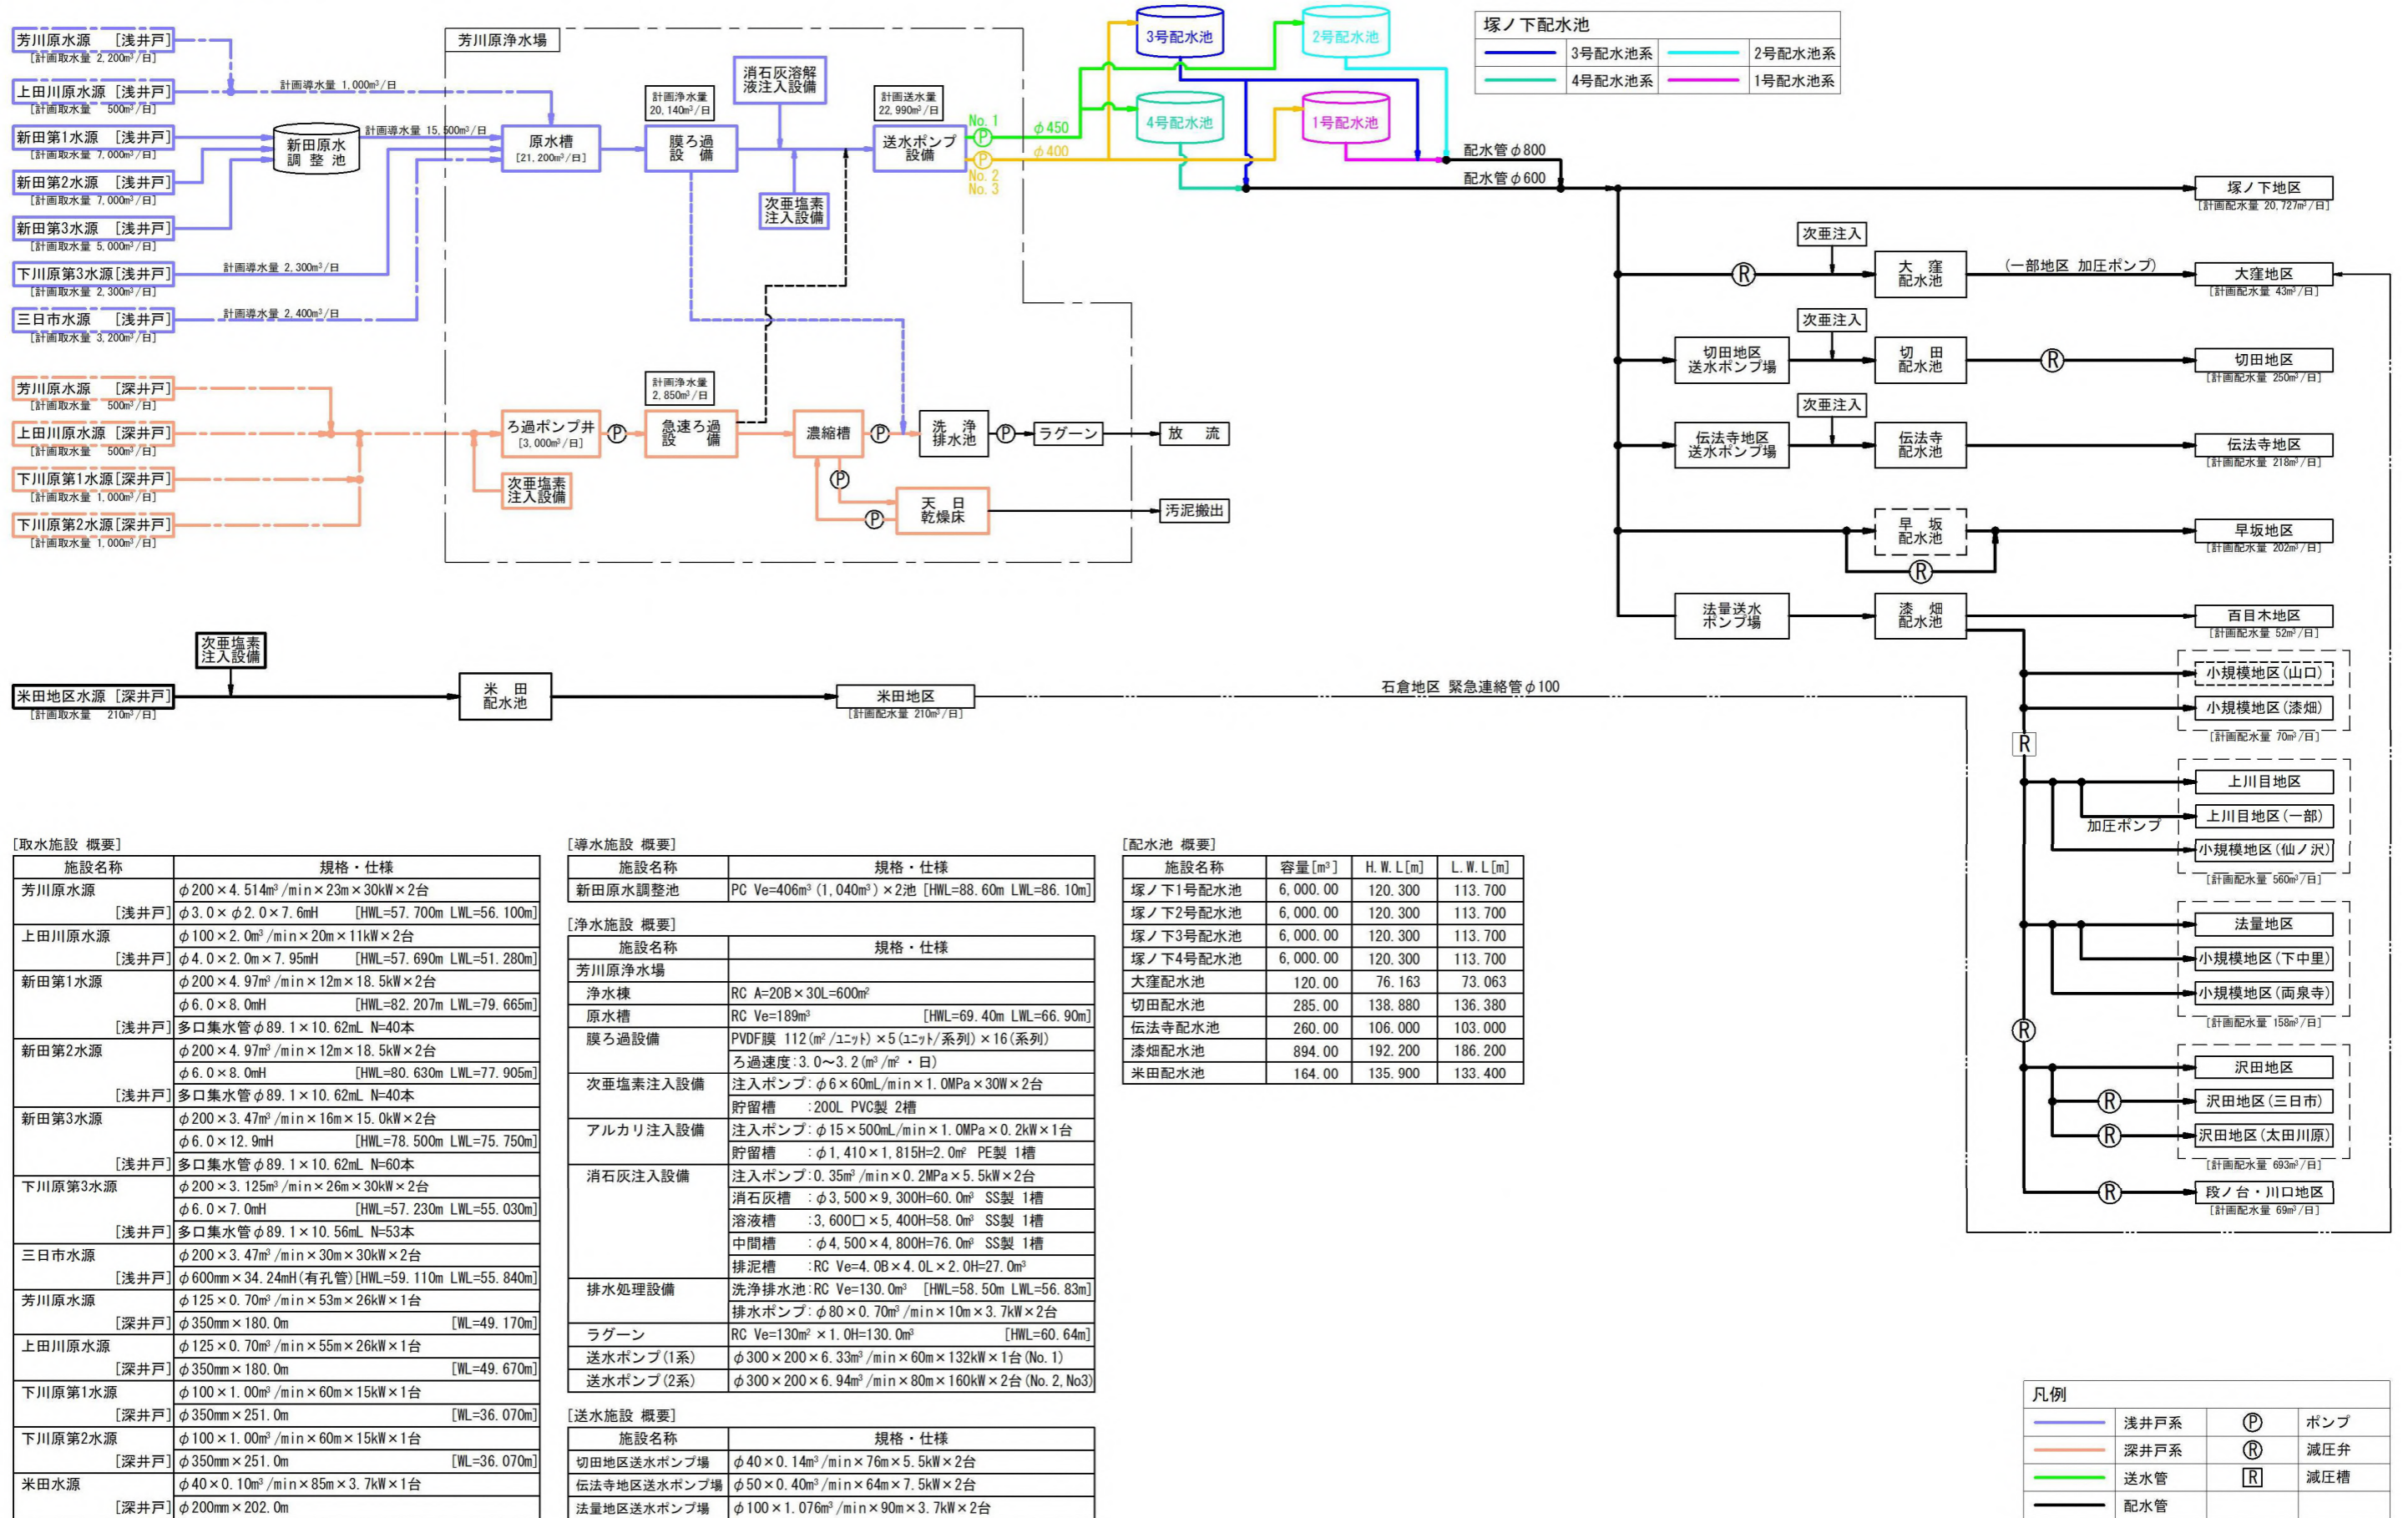 芳川原水源 [浅井戸]
[計画取水量 2,200m³/日]
上田川原水源 [浅井戸]
[計画取水量 500m³/日]
新田第1水源 [浅井戸]
[計画取水量 7,000m³/日]
新田第2水源 [浅井戸]
[計画取水量 7,000m³/日]
新田第3水源 [浅井戸]
[計画取水量 5,000m³/日]
下川原第3水源[浅井戸]
[計画取水量 2,300m³/日]
三日市水源 [浅井戸]
[計画取水量 3,200m³/日]
芳川原水源 [深井戸]
[計画取水量 500m³/日]
上田川原水源 [深井戸]
[計画取水量 500m³/日]
下川原第1水源[深井戸]
[計画取水量 1,000m³/日]
下川原第2水源[深井戸]
[計画取水量 1,000m³/日]
計画導水量 1,000m³/日
計画導水量 15,500m³/日
計画導水量 2,300m³/日
計画導水量 2,400m³/日
新田原水
調整池
芳川原浄水場
原水槽
[21,200m³/日]
計画浄水量
20,140m³/日
膜ろ過
設 備
消石灰溶解
液注入設備
次亜塩素
注入設備
計画送水量
22,990m³/日
送水ポンプ
設備
No.1
P
P
No.2
No.3
φ450
φ400
ろ過ポンプ井
[3,000m³/日]
次亜塩素
注入設備
P
計画浄水量
2,850m³/日
急速ろ過
設 備
濃縮槽
P
P
P
天 日
乾燥床
洗 浄
排水池
P
ラグーン
放 流
汚泥搬出
3号配水池
2号配水池
4号配水池
1号配水池
塚ノ下配水池
3号配水池系
2号配水池系
4号配水池系
1号配水池系
配水管φ800
配水管φ600
塚ノ下地区
[計画配水量 20,727m³/日]
R
次亜注入
大 窪
配水池
(一部地区 加圧ポンプ)
大窪地区
[計画配水量 43m³/日]
切田地区
送水ポンプ場
次亜注入
切 田
配水池
R
切田地区
[計画配水量 250m³/日]
伝法寺地区
送水ポンプ場
次亜注入
伝法寺
配水池
伝法寺地区
[計画配水量 218m³/日]
早 坂
配水池
R
早坂地区
[計画配水量 202m³/日]
法量送水
ポンプ場
漆 畑
配水池
百目木地区
[計画配水量 52m³/日]
小規模地区(山口)
小規模地区(漆畑)
[計画配水量 70m³/日]
R
上川目地区
加圧ポンプ
上川目地区(一部)
小規模地区(仙ノ沢)
[計画配水量 560m³/日]
法量地区
小規模地区(下中里)
小規模地区(両泉寺)
[計画配水量 158m³/日]
R
沢田地区
R
沢田地区(三日市)
R
沢田地区(太田川原)
[計画配水量 693m³/日]
R
段ノ台・川口地区
[計画配水量 69m³/日]
次亜塩素
注入設備
米田地区水源 [深井戸]
[計画取水量 210m³/日]
米 田
配水池
米田地区
[計画配水量 210m³/日]
石倉地区 緊急連絡管φ100
[取水施設 概要]
施設名称 規格・仕様
芳川原水源 φ200×4.514m³/min×23m×30kW×2台
[浅井戸] φ3.0×φ2.0×7.6mH [HWL=57.700m LWL=56.100m]
上田川原水源 φ100×2.0m³/min×20m×11kW×2台
[浅井戸] φ4.0×2.0m×7.95mH [HWL=57.690m LWL=51.280m]
新田第1水源 φ200×4.97m³/min×12m×18.5kW×2台
φ6.0×8.0mH [HWL=82.207m LWL=79.665m]
[浅井戸] 多口集水管φ89.1×10.62mL N=40本
新田第2水源 φ200×4.97m³/min×12m×18.5kW×2台
φ6.0×8.0mH [HWL=80.630m LWL=77.905m]
[浅井戸] 多口集水管φ89.1×10.62mL N=40本
新田第3水源 φ200×3.47m³/min×16m×15.0kW×2台
φ6.0×12.9mH [HWL=78.500m LWL=75.750m]
[浅井戸] 多口集水管φ89.1×10.62mL N=60本
下川原第3水源 φ200×3.125m³/min×26m×30kW×2台
φ6.0×7.0mH [HWL=57.230m LWL=55.030m]
[浅井戸] 多口集水管φ89.1×10.56mL N=53本
三日市水源 φ200×3.47m³/min×30m×30kW×2台
[浅井戸] φ600mm×34.24mH(有孔管)[HWL=59.110m LWL=55.840m]
芳川原水源 φ125×0.70m³/min×53m×26kW×1台
[深井戸] φ350mm×180.0m [WL=49.170m]
上田川原水源 φ125×0.70m³/min×55m×26kW×1台
[深井戸] φ350mm×180.0m [WL=49.670m]
下川原第1水源 φ100×1.00m³/min×60m×15kW×1台
[深井戸] φ350mm×251.0m [WL=36.070m]
下川原第2水源 φ100×1.00m³/min×60m×15kW×1台
[深井戸] φ350mm×251.0m [WL=36.070m]
米田水源 φ40×0.10m³/min×85m×3.7kW×1台
[深井戸] φ200mm×202.0m
[導水施設 概要]
施設名称 規格・仕様
新田原水調整池 PC Ve=406m³(1,040m³)×2池 [HWL=88.60m LWL=86.10m]
[浄水施設 概要]
施設名称 規格・仕様
芳川原浄水場
浄水棟 RC A=20B×30L=600m²
原水槽 RC Ve=189m³ [HWL=69.40m LWL=66.90m]
膜ろ過設備 PVDF膜 112(m²/ユニット)×5(ユニット/系列)×16(系列)
ろ過速度:3.0～3.2(m³/m²・日)
次亜塩素注入設備 注入ポンプ:φ6×60mL/min×1.0MPa×30W×2台
貯留槽 :200L PVC製 2槽
アルカリ注入設備 注入ポンプ:φ15×500mL/min×1.0MPa×0.2kW×1台
貯留槽 :φ1,410×1,815H=2.0m² PE製 1槽
消石灰注入設備 注入ポンプ:0.35m³/min×0.2MPa×5.5kW×2台
消石灰槽 :φ3,500×9,300H=60.0m³ SS製 1槽
溶液槽 :3,600□×5,400H=58.0m³ SS製 1槽
中間槽 :φ4,500×4,800H=76.0m³ SS製 1槽
排泥槽 :RC Ve=4.0B×4.0L×2.0H=27.0m³
排水処理設備 洗浄排水池:RC Ve=130.0m³ [HWL=58.50m LWL=56.83m]
排水ポンプ:φ80×0.70m³/min×10m×3.7kW×2台
ラグーン RC Ve=130m²×1.0H=130.0m³ [HWL=60.64m]
送水ポンプ(1系) φ300×200×6.33m³/min×60m×132kW×1台(No.1)
送水ポンプ(2系) φ300×200×6.94m³/min×80m×160kW×2台(No.2,No3)
[送水施設 概要]
施設名称 規格・仕様
切田地区送水ポンプ場 φ40×0.14m³/min×76m×5.5kW×2台
伝法寺地区送水ポンプ場 φ50×0.40m³/min×64m×7.5kW×2台
法量地区送水ポンプ場 φ100×1.076m³/min×90m×3.7kW×2台
[配水池 概要]
施設名称 容量[m³] H.W.L[m] L.W.L[m]
塚ノ下1号配水池 6,000.00 120.300 113.700
塚ノ下2号配水池 6,000.00 120.300 113.700
塚ノ下3号配水池 6,000.00 120.300 113.700
塚ノ下4号配水池 6,000.00 120.300 113.700
大窪配水池 120.00 76.163 73.063
切田配水池 285.00 138.880 136.380
伝法寺配水池 260.00 106.000 103.000
漆畑配水池 894.00 192.200 186.200
米田配水池 164.00 135.900 133.400
凡例
浅井戸系 P ポンプ
深井戸系 R 減圧弁
送水管 R 減圧槽
配水管